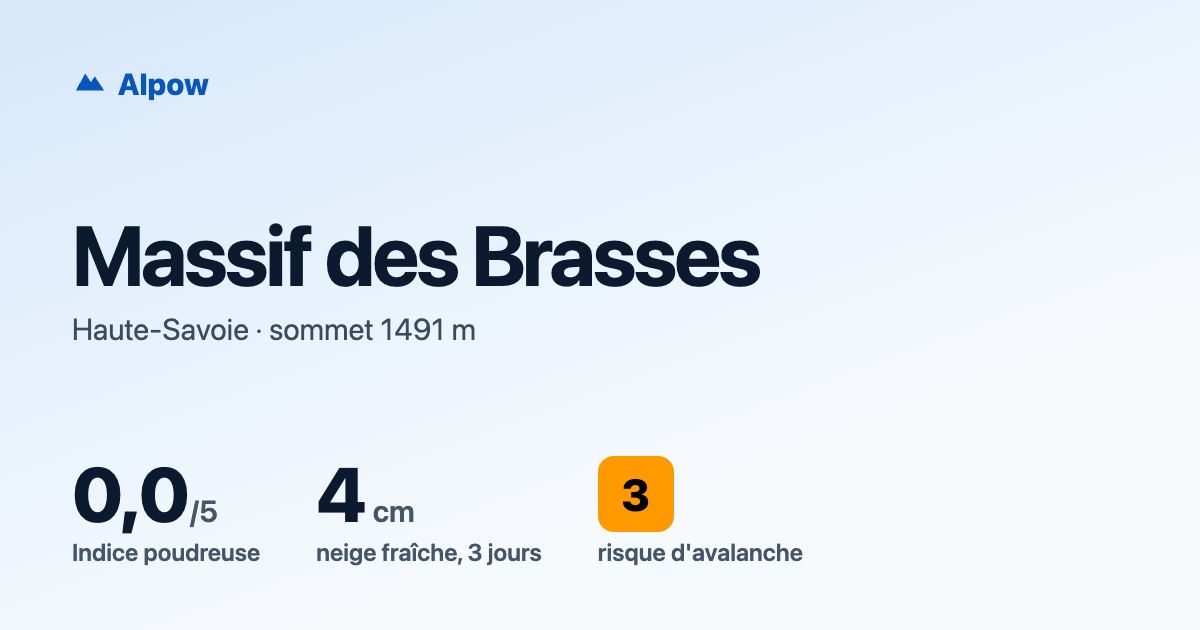 Alpow
Massif des Brasses
Haute-Savoie · sommet 1491 m
0,0/5
Indice poudreuse
4 cm
neige fraîche, 3 jours
3
risque d'avalanche